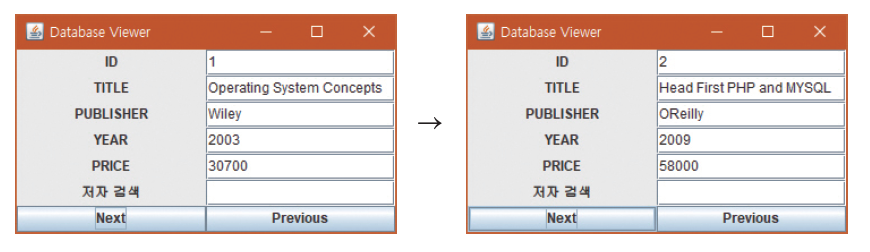 Database Viewer
ID 1
TITLE Operating System Concepts
PUBLISHER Wiley
YEAR 2003
PRICE 30700
저자 검색
Next Previous
→
Database Viewer
ID 2
TITLE Head First PHP and MYSQL
PUBLISHER OReilly
YEAR 2009
PRICE 58000
저자 검색
Next Previous